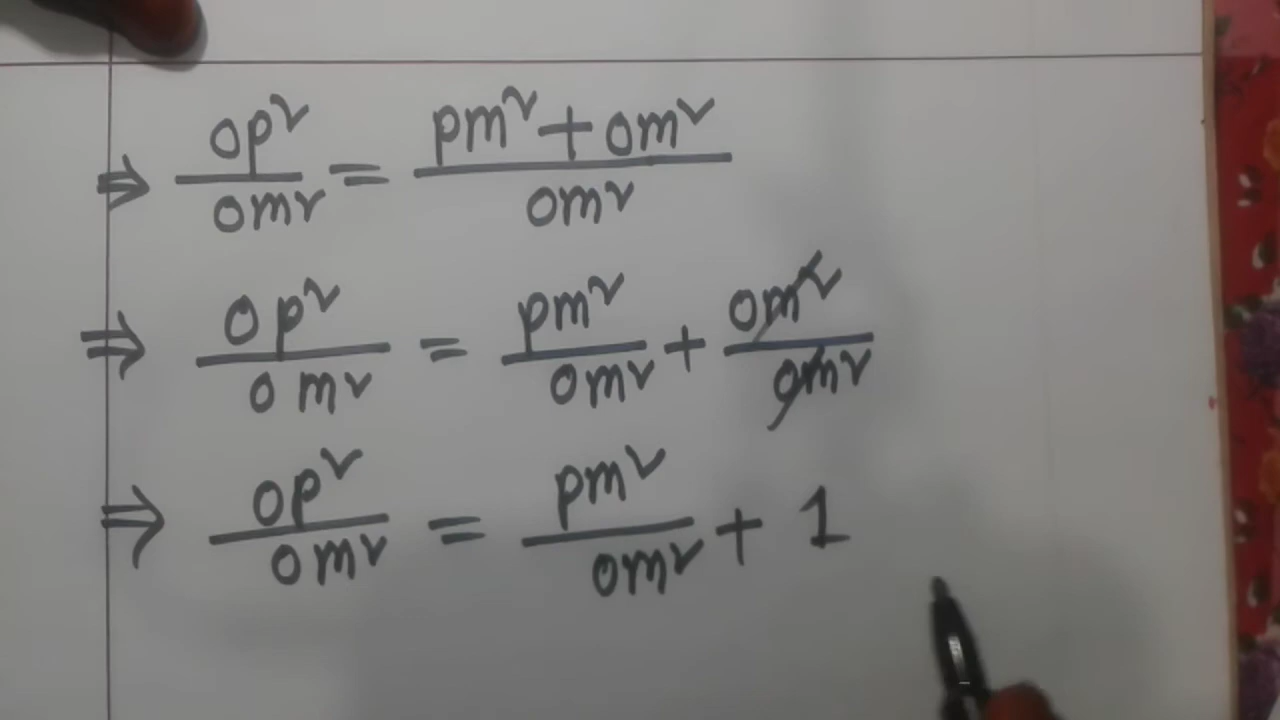 ⇒ OP²/OM² = PM² + OM²/OM²
⇒ OP²/OM² = PM²/OM² + OM²/OM²
⇒ OP²/OM² = PM²/OM² + 1